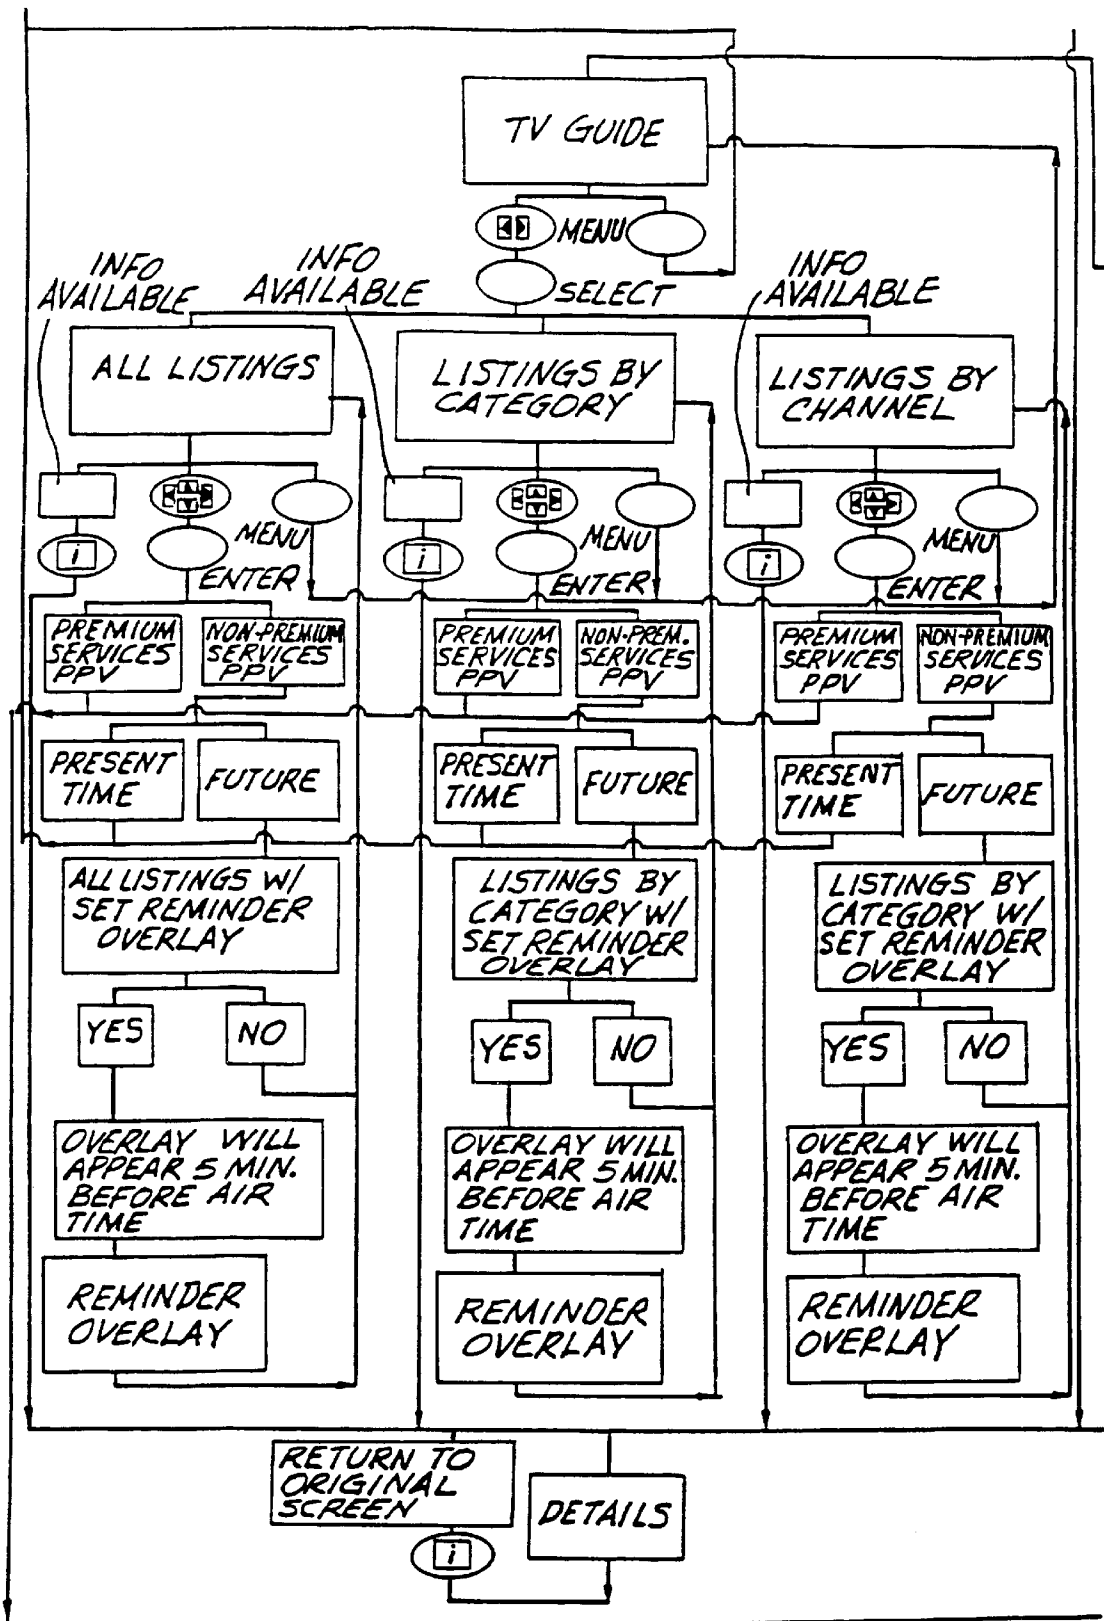 TV GUIDE
MENU
SELECT
INFO
AVAILABLE
INFO
AVAILABLE
INFO
AVAILABLE
ALL LISTINGS
LISTINGS BY
CATEGORY
LISTINGS BY
CHANNEL
i
MENU
ENTER
i
MENU
ENTER
i
MENU
ENTER
PREMIUM
SERVICES
PPV
NON-PREMIUM
SERVICES
PPV
PREMIUM
SERVICES
PPV
NON-PREM.
SERVICES
PPV
PREMIUM
SERVICES
PPV
NON-PREMIUM
SERVICES
PPV
PRESENT
TIME
FUTURE
PRESENT
TIME
FUTURE
PRESENT
TIME
FUTURE
ALL LISTINGS W/
SET REMINDER
OVERLAY
LISTINGS BY
CATEGORY W/
SET REMINDER
OVERLAY
LISTINGS BY
CATEGORY W/
SET REMINDER
OVERLAY
YES
NO
YES
NO
YES
NO
OVERLAY WILL
APPEAR 5 MIN.
BEFORE AIR
TIME
OVERLAY WILL
APPEAR 5 MIN.
BEFORE AIR
TIME
OVERLAY WILL
APPEAR 5 MIN.
BEFORE AIR
TIME
REMINDER
OVERLAY
REMINDER
OVERLAY
REMINDER
OVERLAY
RETURN TO
ORIGINAL
SCREEN
i
DETAILS